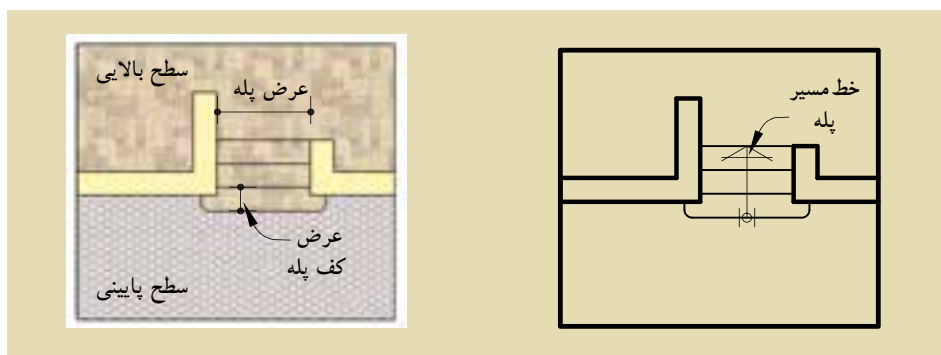 خط مسیر
پله
سطح بالایی
عرض پله
عرض
کف پله
سطح پایینی